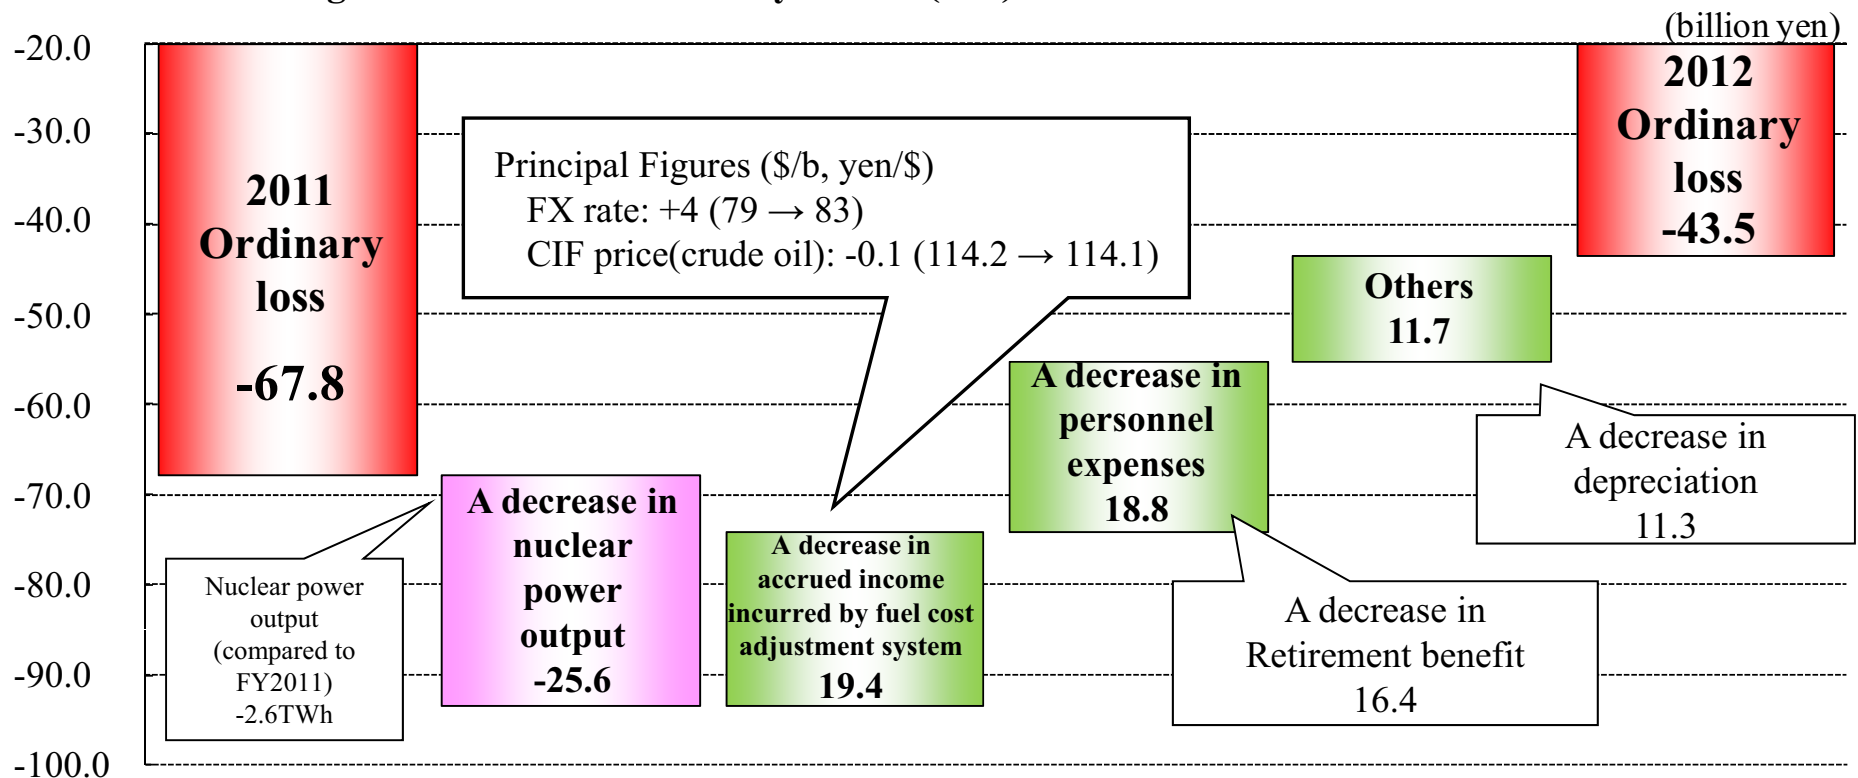 (billion yen)
-20.0
-30.0
-40.0
-50.0
-60.0
-70.0
-80.0
-90.0
-100.0
2011
Ordinary
loss
-67.8
Nuclear power
output
(compared to
FY2011)
-2.6TWh
A decrease in
nuclear
power
output
-25.6
Principal Figures ($/b, yen/$)
FX rate: +4 (79 → 83)
CIF price(crude oil): -0.1 (114.2 → 114.1)
A decrease in
accrued income
incurred by fuel cost
adjustment system
19.4
A decrease in
personnel
expenses
18.8
A decrease in
Retirement benefit
16.4
Others
11.7
A decrease in
depreciation
11.3
2012
Ordinary
loss
-43.5